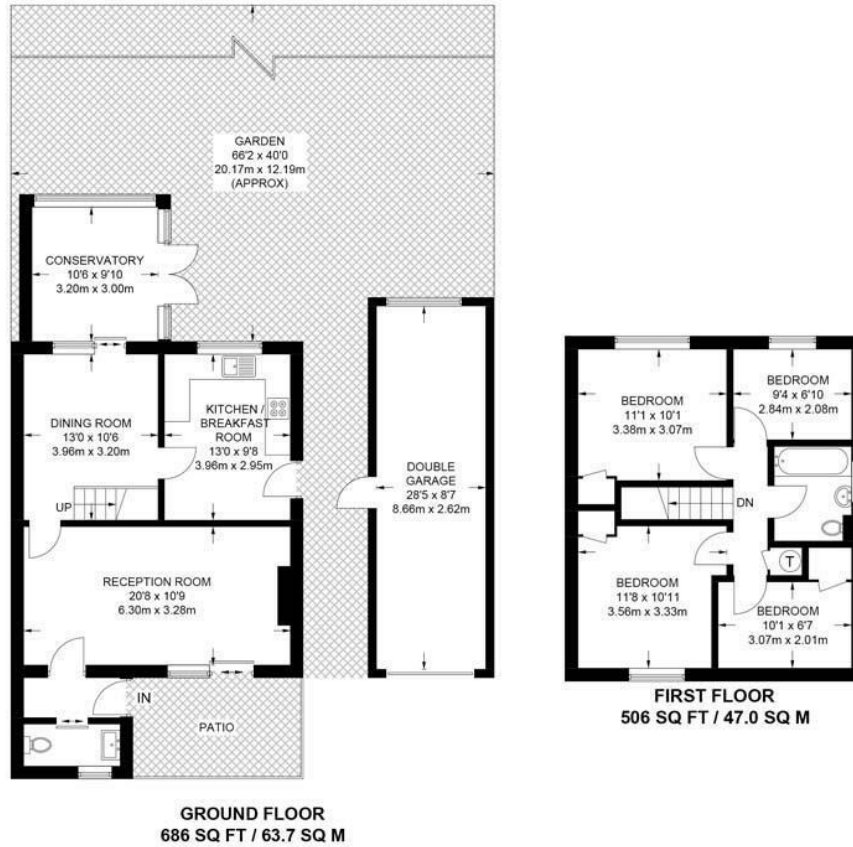 GARDEN
66'2 x 40'0
20.17m x 12.19m
(APPROX)
CONSERVATORY
10'6 x 9'10
3.20m x 3.00m
DINING ROOM
13'0 x 10'6
3.96m x 3.20m
UP
KITCHEN /
BREAKFAST
ROOM
13'0 x 9'8
3.96m x 2.95m
DOUBLE
GARAGE
28'5 x 8'7
8.66m x 2.62m
RECEPTION ROOM
20'8 x 10'9
6.30m x 3.28m
IN
PATIO
GROUND FLOOR
686 SQ FT / 63.7 SQ M
BEDROOM
11'1 x 10'1
3.38m x 3.07m
BEDROOM
9'4 x 6'10
2.84m x 2.08m
DN
T
BEDROOM
11'8 x 10'11
3.56m x 3.33m
BEDROOM
10'1 x 6'7
3.07m x 2.01m
FIRST FLOOR
506 SQ FT / 47.0 SQ M